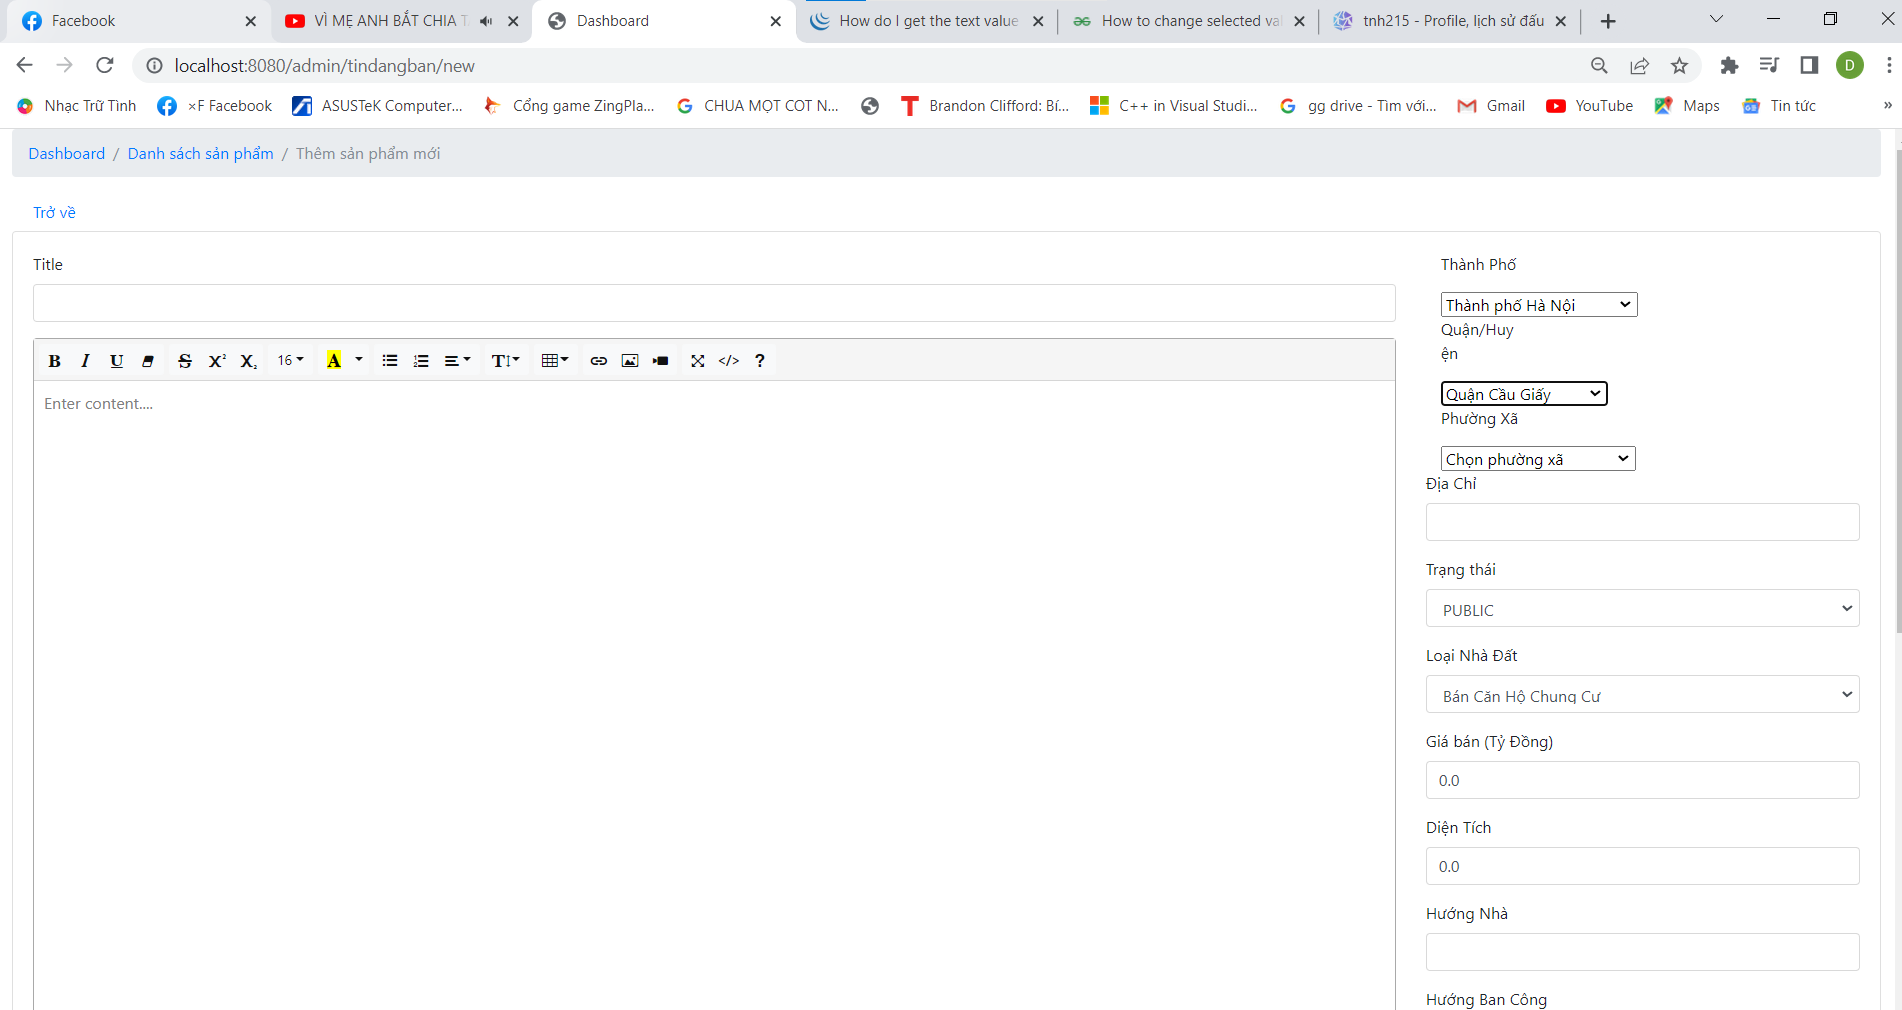 Facebook
VÌ MẸ ANH BẮT CHIA T
Dashboard
How do I get the text value
How to change selected val
tnh215 - Profile, lịch sử đấu
localhost:8080/admin/tindangban/new
D
Nhạc Trữ Tình
×F Facebook
ASUSTeK Computer...
Cổng game ZingPla...
CHUA MỌT COT N...
Brandon Clifford: Bí...
C++ in Visual Studi...
gg drive - Tìm với...
Gmail
YouTube
Maps
Tin tức
»
Dashboard / Danh sách sản phẩm / Thêm sản phẩm mới
Trở về
Title
B I U S X² X₂ 16 A T </> ?
Enter content....
Thành Phố
Thành phố Hà Nội
Quận/Huy
ện
Quận Cầu Giấy
Phường Xã
Chọn phường xã
Địa Chỉ
Trạng thái
PUBLIC
Loại Nhà Đất
Bán Căn Hộ Chung Cư
Giá bán (Tỷ Đồng)
0.0
Diện Tích
0.0
Hướng Nhà
Hướng Ban Công